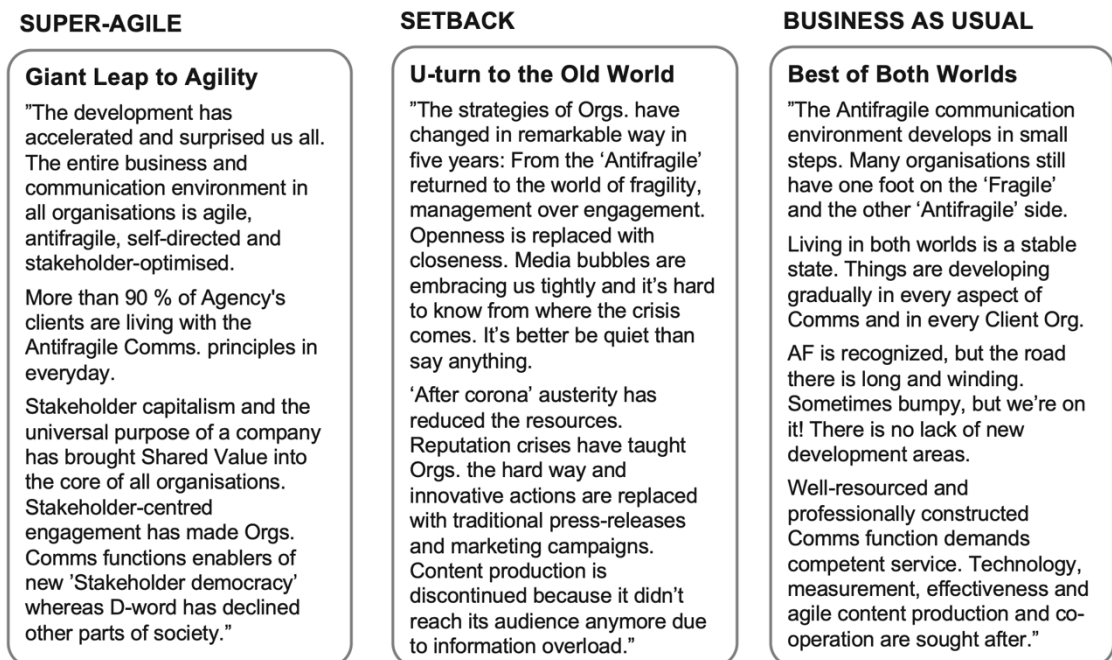 SUPER-AGILE
Giant Leap to Agility
”The development has
accelerated and surprised us all.
The entire business and
communication environment in
all organisations is agile,
antifragile, self-directed and
stakeholder-optimised.
More than 90 % of Agency's
clients are living with the
Antifragile Comms. principles in
everyday.
Stakeholder capitalism and the
universal purpose of a company
has brought Shared Value into
the core of all organisations.
Stakeholder-centred
engagement has made Orgs.
Comms functions enablers of
new ’Stakeholder democracy’
whereas D-word has declined
other parts of society.”
SETBACK
U-turn to the Old World
”The strategies of Orgs. have
changed in remarkable way in
five years: From the ‘Antifragile’
returned to the world of fragility,
management over engagement.
Openness is replaced with
closeness. Media bubbles are
embracing us tightly and it’s hard
to know from where the crisis
comes. It’s better be quiet than
say anything.
‘After corona’ austerity has
reduced the resources.
Reputation crises have taught
Orgs. the hard way and
innovative actions are replaced
with traditional press-releases
and marketing campaigns.
Content production is
discontinued because it didn’t
reach its audience anymore due
to information overload.”
BUSINESS AS USUAL
Best of Both Worlds
”The Antifragile communication
environment develops in small
steps. Many organisations still
have one foot on the ‘Fragile’
and the other ‘Antifragile’ side.
Living in both worlds is a stable
state. Things are developing
gradually in every aspect of
Comms and in every Client Org.
AF is recognized, but the road
there is long and winding.
Sometimes bumpy, but we’re on
it! There is no lack of new
development areas.
Well-resourced and
professionally constructed
Comms function demands
competent service. Technology,
measurement, effectiveness and
agile content production and co-
operation are sought after.”